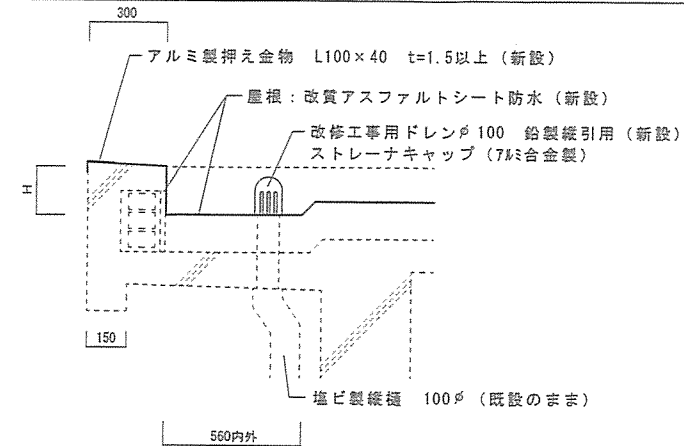 300
アルミ製押え金物 L100×40 t=1.5以上（新設）
屋根：改質アスファルトシート防水（新設）
改修工事用ドレンφ100 鉛製縦引用（新設）
ストレーナキャップ（ｱﾙﾐ合金製）
H
150
塩ビ製縦樋 100φ（既設のまま）
560内外